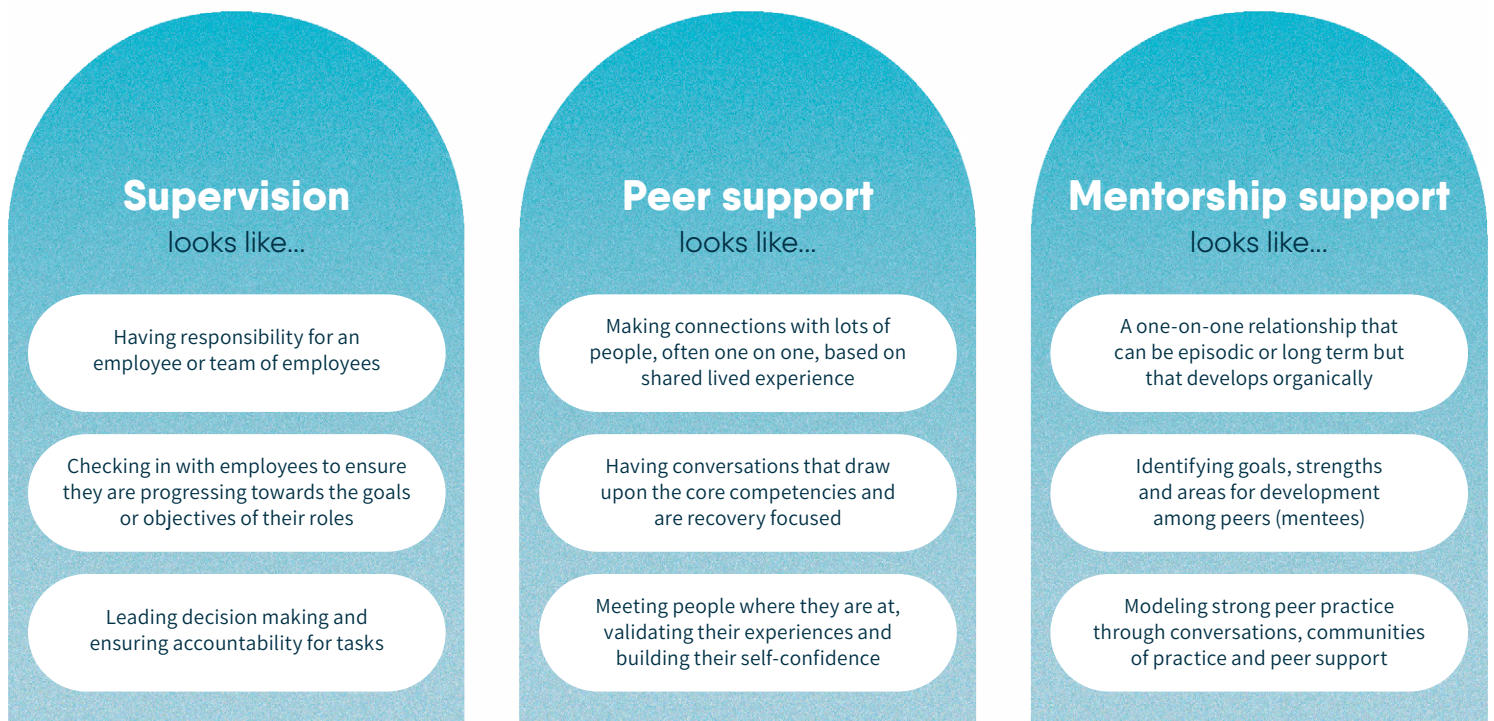 Supervision
looks like...
Having responsibility for an
employee or team of employees
Checking in with employees to ensure
they are progressing towards the goals
or objectives of their roles
Leading decision making and
ensuring accountability for tasks
Peer support
looks like...
Making connections with lots of
people, often one on one, based on
shared lived experience
Having conversations that draw
upon the core competencies and
are recovery focused
Meeting people where they are at,
validating their experiences and
building their self-confidence
Mentorship support
looks like...
A one-on-one relationship that
can be episodic or long term but
that develops organically
Identifying goals, strengths
and areas for development
among peers (mentees)
Modeling strong peer practice
through conversations, communities
of practice and peer support